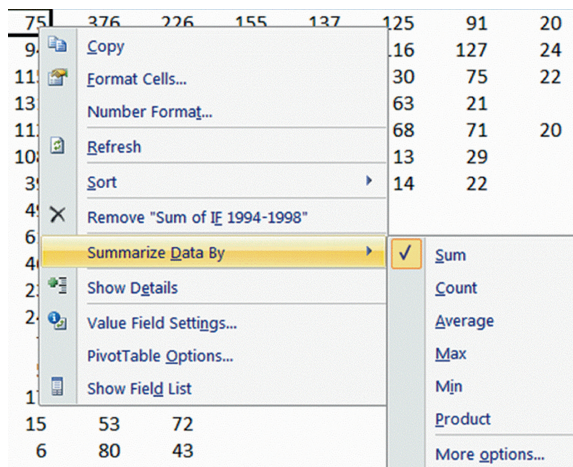 75 376 226 155 137 125 91 20
Copy
127 24
Format Cells...
30 75 22
Number Format...
63 21
68 71 20
Refresh
13 29
Sort
14 22
Remove "Sum of IF 1994-1998"
Summarize Data By
Sum
Show Details
Count
Value Field Settings...
Average
PivotTable Options...
Max
Show Field List
Min
15 53 72
Product
6 80 43
More options...